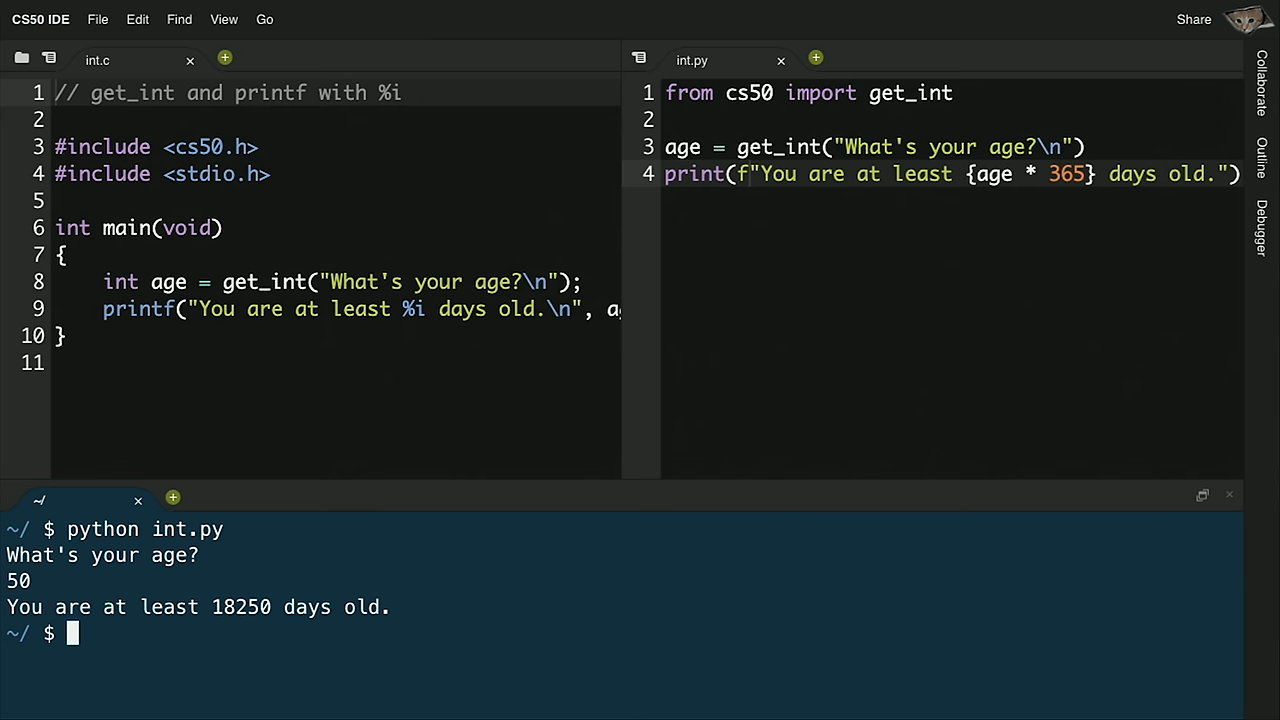 CS50 IDE File Edit Find View Go Share
int.c
1 // get_int and printf with %i
2
3 #include <cs50.h>
4 #include <stdio.h>
5
6 int main(void)
7 {
8     int age = get_int("What's your age?\n");
9     printf("You are at least %i days old.\n", ag
10 }
11
int.py
1 from cs50 import get_int
2
3 age = get_int("What's your age?\n")
4 print(f"You are at least {age * 365} days old.")
Collaborate
Outline
Debugger
~/
~/ $ python int.py
What's your age?
50
You are at least 18250 days old.
~/ $